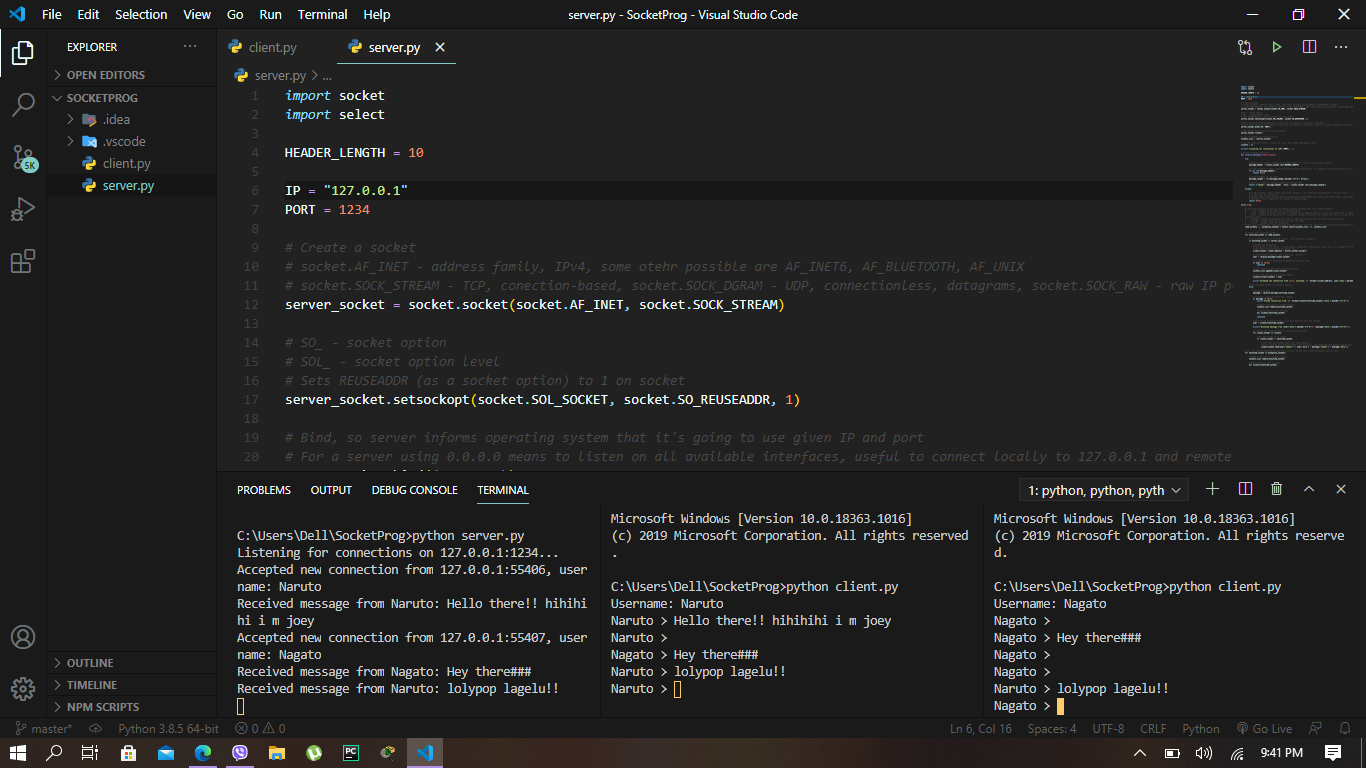 File Edit Selection View Go Run Terminal Help
server.py - SocketProg - Visual Studio Code
EXPLORER
OPEN EDITORS
SOCKETPROG
.idea
.vscode
client.py
server.py
5K
OUTLINE
TIMELINE
NPM SCRIPTS
client.py
server.py
server.py > ...
1 import socket
2 import select
3
4 HEADER_LENGTH = 10
5
6 IP = "127.0.0.1"
7 PORT = 1234
8
9 # Create a socket
10 # socket.AF_INET - address family, IPv4, some otehr possible are AF_INET6, AF_BLUETOOTH, AF_UNIX
11 # socket.SOCK_STREAM - TCP, conection-based, socket.SOCK_DGRAM - UDP, connectionless, datagrams, socket.SOCK_RAW - raw IP p
12 server_socket = socket.socket(socket.AF_INET, socket.SOCK_STREAM)
13
14 # SO_ - socket option
15 # SOL_ - socket option level
16 # Sets REUSEADDR (as a socket option) to 1 on socket
17 server_socket.setsockopt(socket.SOL_SOCKET, socket.SO_REUSEADDR, 1)
18
19 # Bind, so server informs operating system that it's going to use given IP and port
20 # For a server using 0.0.0.0 means to listen on all available interfaces, useful to connect locally to 127.0.0.1 and remote
PROBLEMS OUTPUT DEBUG CONSOLE TERMINAL
1: python, python, pyth
C:\Users\Dell\SocketProg>python server.py
Listening for connections on 127.0.0.1:1234...
Accepted new connection from 127.0.0.1:55406, user
name: Naruto
Received message from Naruto: Hello there!! hihihi
hi i m joey
Accepted new connection from 127.0.0.1:55407, user
name: Nagato
Received message from Nagato: Hey there###
Received message from Naruto: lolypop lagelu!!
Microsoft Windows [Version 10.0.18363.1016]
(c) 2019 Microsoft Corporation. All rights reserved
.
C:\Users\Dell\SocketProg>python client.py
Username: Naruto
Naruto > Hello there!! hihihihi i m joey
Naruto >
Nagato > Hey there###
Naruto > lolypop lagelu!!
Naruto >
Microsoft Windows [Version 10.0.18363.1016]
(c) 2019 Microsoft Corporation. All rights reserve
d.
C:\Users\Dell\SocketProg>python client.py
Username: Nagato
Nagato >
Nagato > Hey there###
Nagato >
Nagato >
Naruto > lolypop lagelu!!
Nagato >
master* Python 3.8.5 64-bit 0 0
Ln 6, Col 16 Spaces: 4 UTF-8 CRLF Python Go Live
PC
9:41 PM